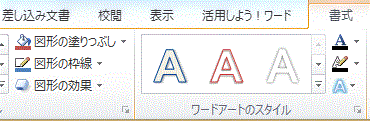 差し込み文書 校閲 表示 活用しよう！ワード 書式
図形の塗りつぶし
図形の枠線
図形の効果
A A A
A
A
ワードアートのスタイル